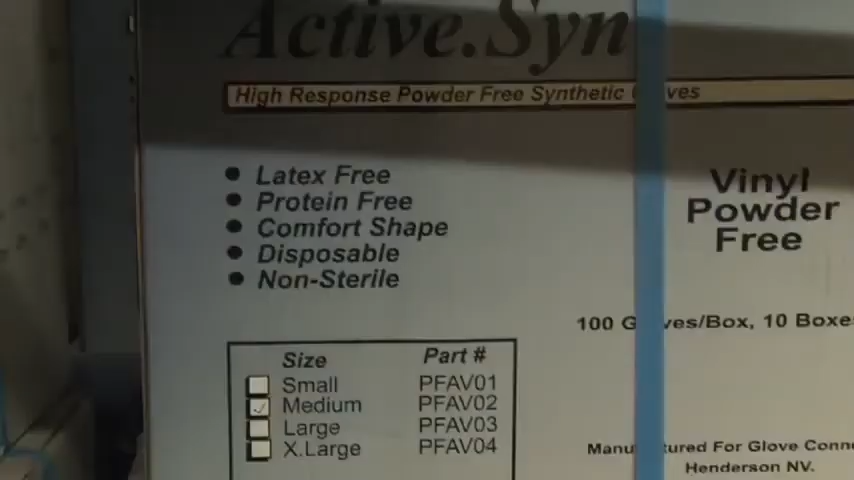 Active.Syn
High Response Powder Free Synthetic G ves
Latex Free
Protein Free
Comfort Shape
Disposable
Non-Sterile
Vinyl
Powder
Free
100 G ves/Box, 10 Boxe
Size Part #
Small PFAV01
Medium PFAV02
Large PFAV03
X.Large PFAV04
Manu tured For Glove Conn
Henderson NV.